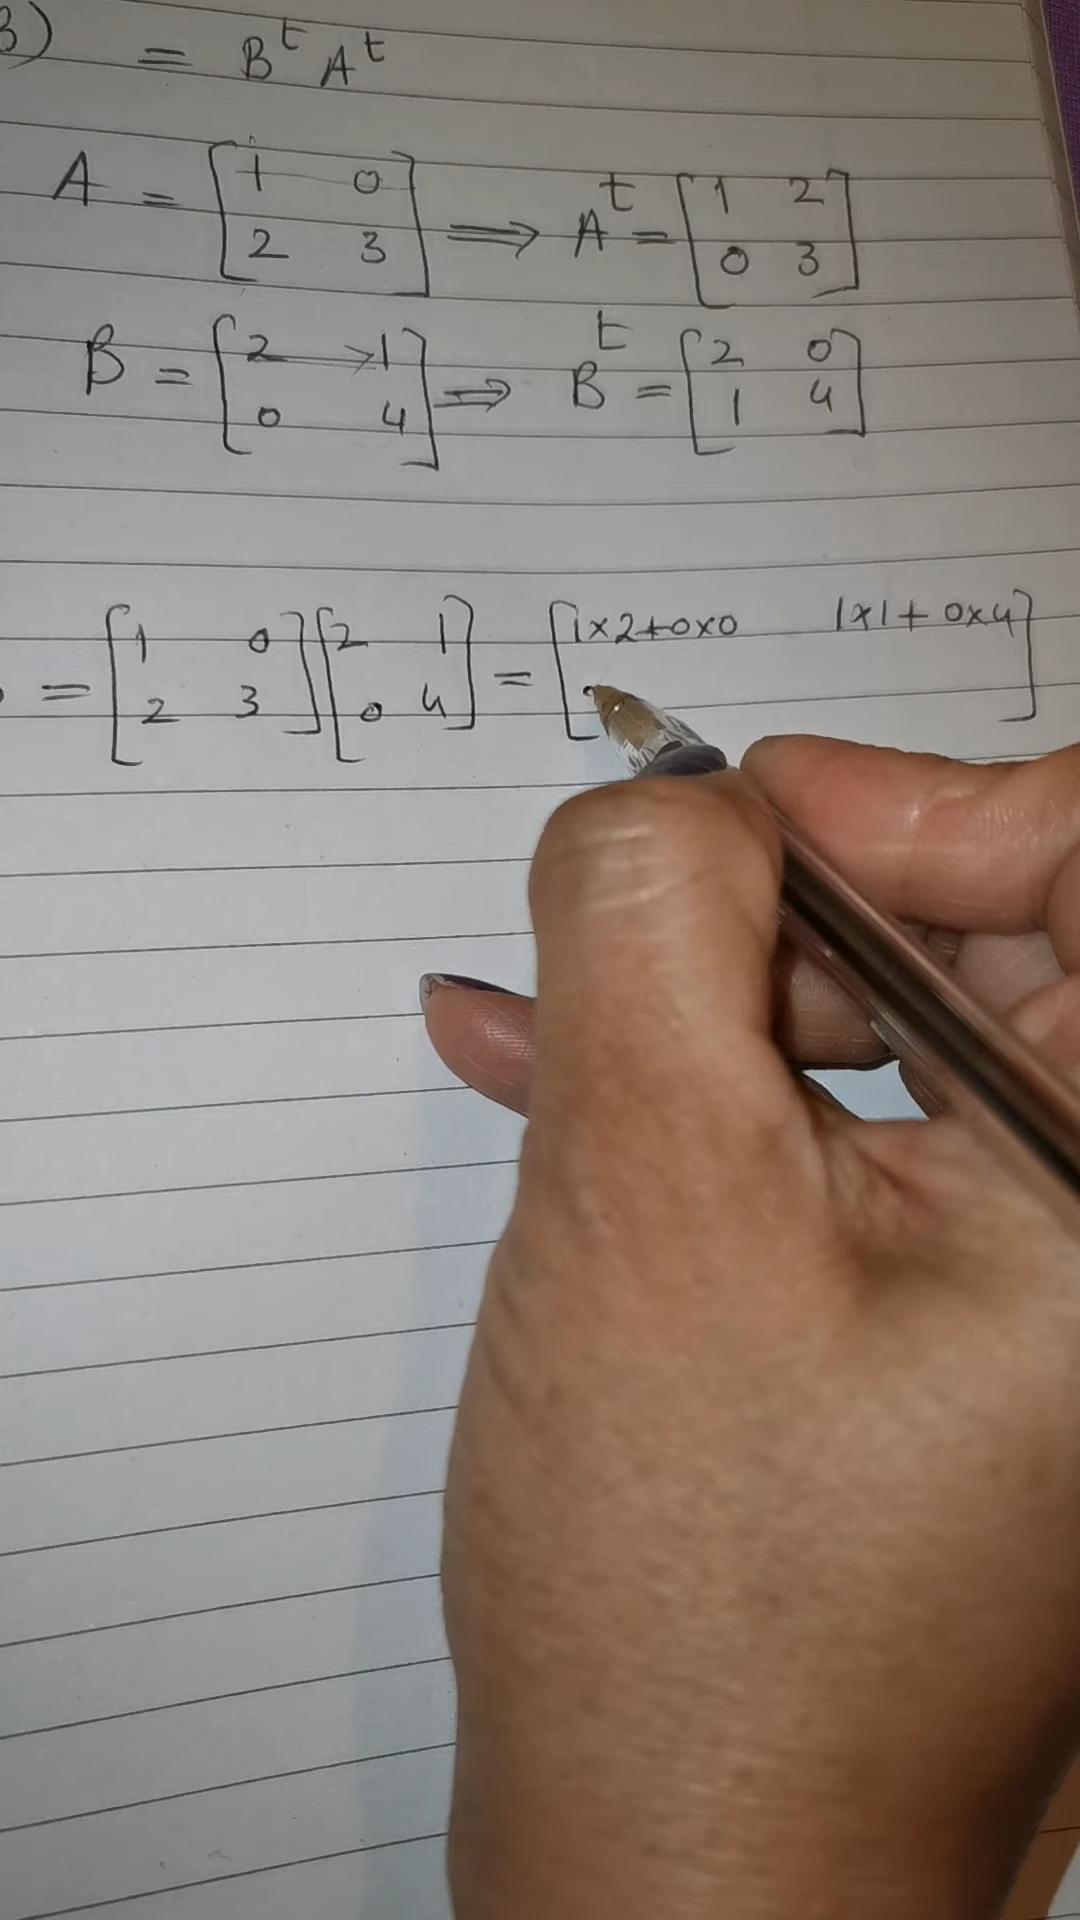 B) = B^t A^t
A = [1 0
2 3] ⟹ A^t = [1 2
0 3]
B = [2 1
0 4] ⟹ B^t = [2 0
1 4]
= [1 0
2 3] [2 1
0 4] = [1×2+0×0 1×1+0×4]